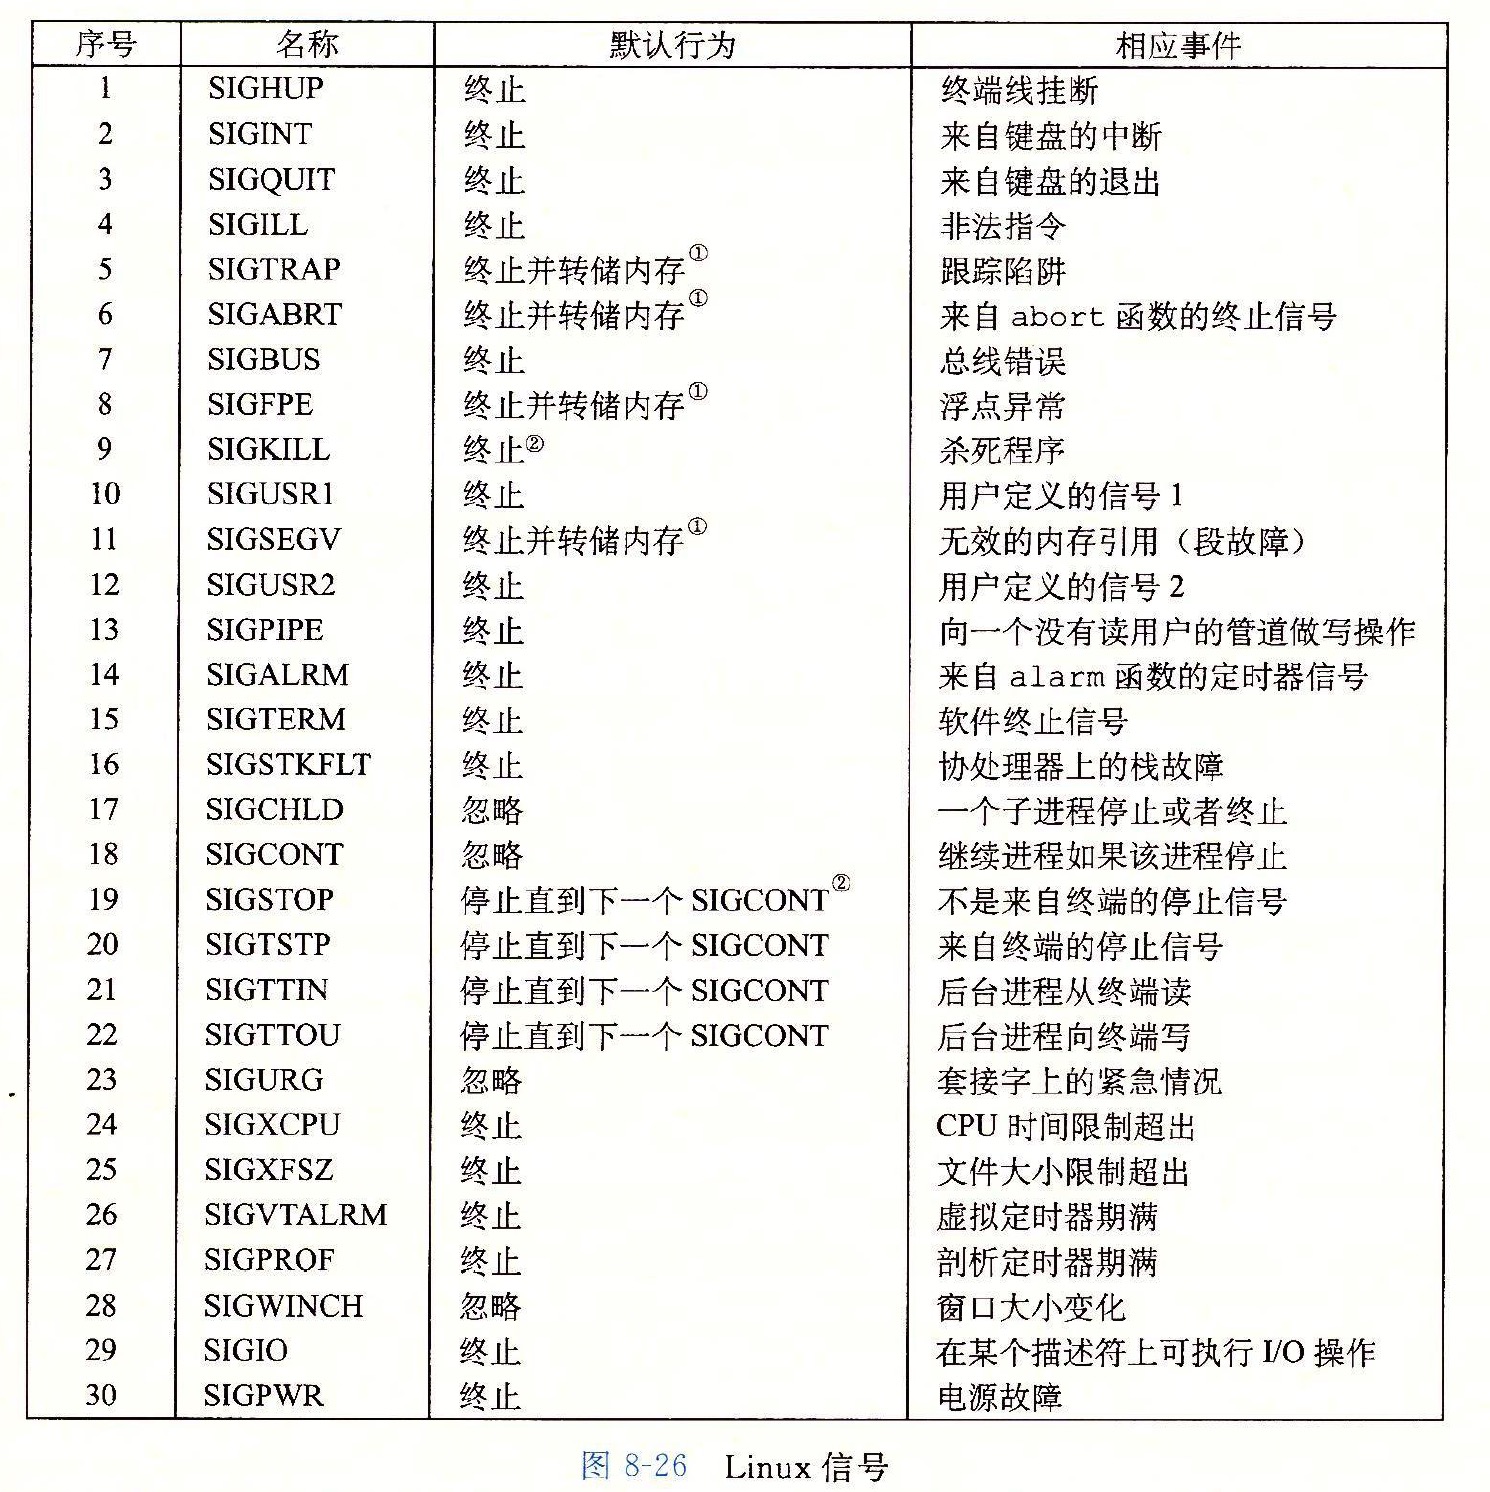 序号 名称 默认行为 相应事件
1 SIGHUP 终止 终端线挂断
2 SIGINT 终止 来自键盘的中断
3 SIGQUIT 终止 来自键盘的退出
4 SIGILL 终止 非法指令
5 SIGTRAP 终止并转储内存① 跟踪陷阱
6 SIGABRT 终止并转储内存① 来自 abort 函数的终止信号
7 SIGBUS 终止 总线错误
8 SIGFPE 终止并转储内存① 浮点异常
9 SIGKILL 终止② 杀死程序
10 SIGUSR1 终止 用户定义的信号 1
11 SIGSEGV 终止并转储内存① 无效的内存引用（段故障）
12 SIGUSR2 终止 用户定义的信号 2
13 SIGPIPE 终止 向一个没有读用户的管道做写操作
14 SIGALRM 终止 来自 alarm 函数的定时器信号
15 SIGTERM 终止 软件终止信号
16 SIGSTKFLT 终止 协处理器上的栈故障
17 SIGCHLD 忽略 一个子进程停止或者终止
18 SIGCONT 忽略 继续进程如果该进程停止
19 SIGSTOP 停止直到下一个 SIGCONT② 不是来自终端的停止信号
20 SIGTSTP 停止直到下一个 SIGCONT 来自终端的停止信号
21 SIGTTIN 停止直到下一个 SIGCONT 后台进程从终端读
22 SIGTTOU 停止直到下一个 SIGCONT 后台进程向终端写
23 SIGURG 忽略 套接字上的紧急情况
24 SIGXCPU 终止 CPU 时间限制超出
25 SIGXFSZ 终止 文件大小限制超出
26 SIGVTALRM 终止 虚拟定时器期满
27 SIGPROF 终止 剖析定时器期满
28 SIGWINCH 忽略 窗口大小变化
29 SIGIO 终止 在某个描述符上可执行 I/O 操作
30 SIGPWR 终止 电源故障
图 8-26 Linux 信号